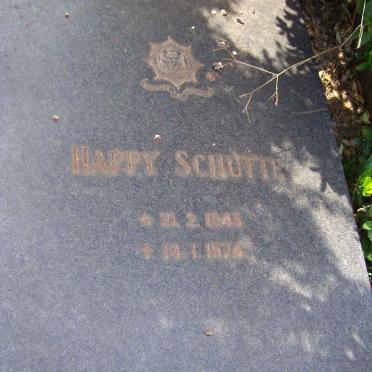 HAPPY SCHUTTE
* 21. 2. 1943
† 14. 1. 1974